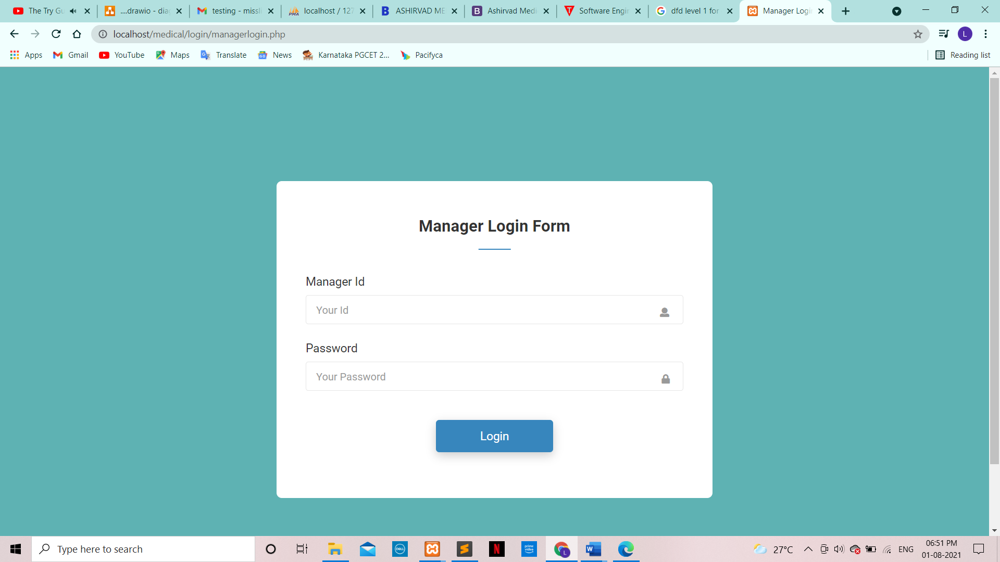 The Try Gu
....drawio - dia
testing - missli
localhost / 127
ASHIRVAD ME
Ashirvad Medi
Software Engin
dfd level 1 for
Manager Login
localhost/medical/login/managerlogin.php
L
Apps
Gmail
YouTube
Maps
Translate
News
Karnataka PGCET 2...
Pacifyca
Reading list
Manager Login Form
Manager Id
Your Id
Password
Your Password
Login
Type here to search
27°C
ENG
06:51 PM
01-08-2021